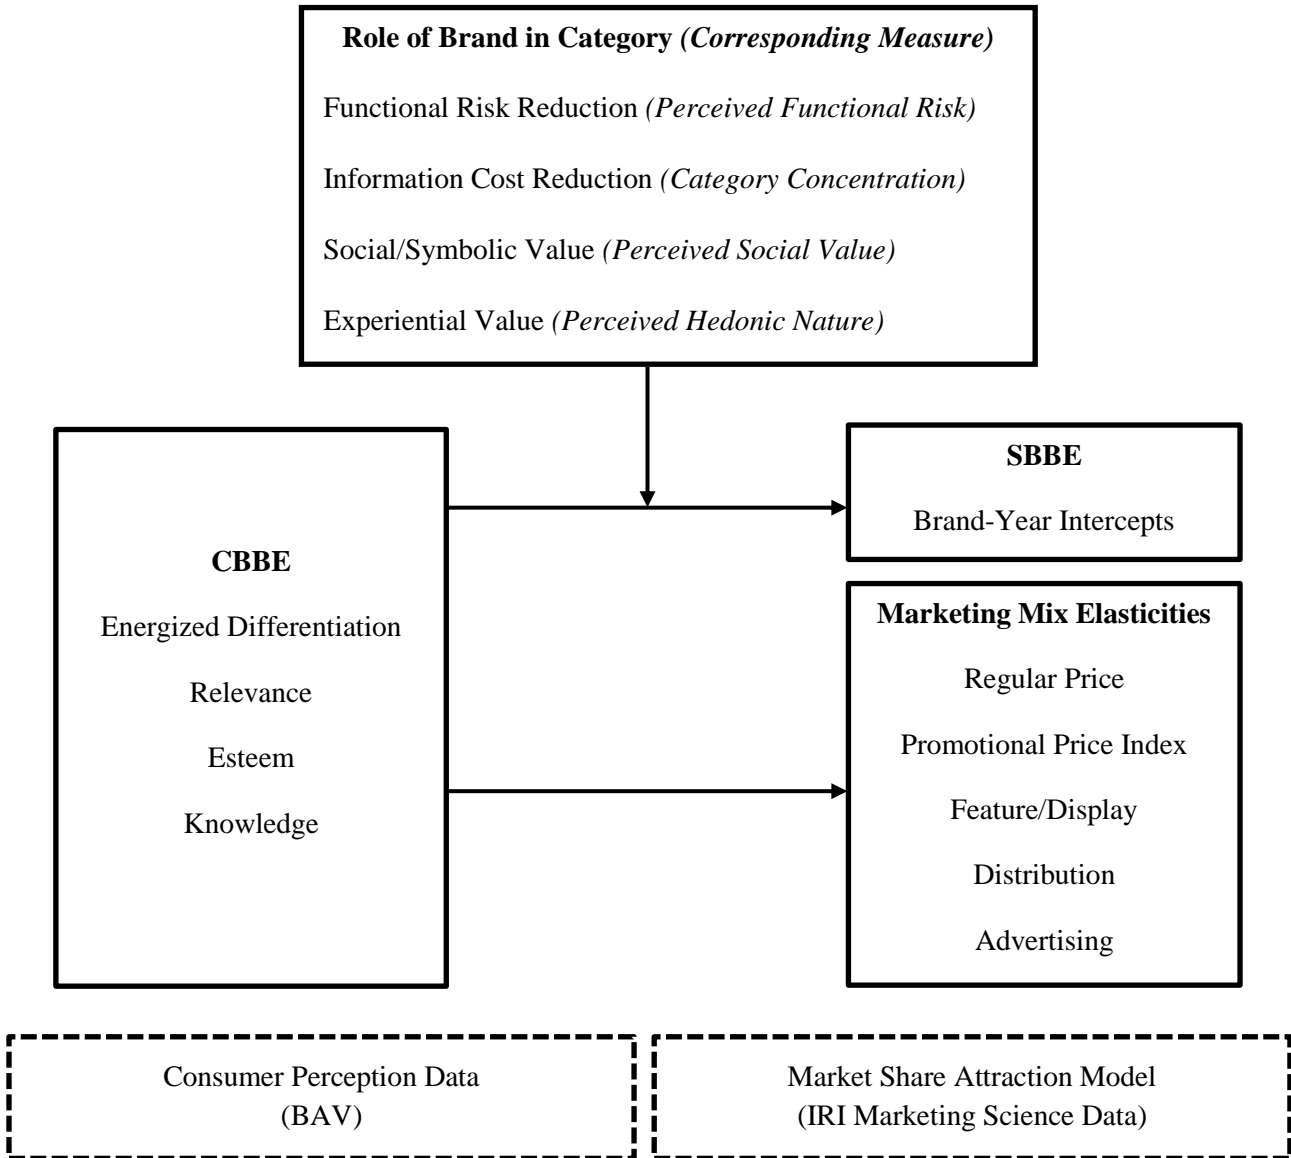 Role of Brand in Category (Corresponding Measure)
Functional Risk Reduction (Perceived Functional Risk)
Information Cost Reduction (Category Concentration)
Social/Symbolic Value (Perceived Social Value)
Experiential Value (Perceived Hedonic Nature)
CBBE
Energized Differentiation
Relevance
Esteem
Knowledge
SBBE
Brand-Year Intercepts
Marketing Mix Elasticities
Regular Price
Promotional Price Index
Feature/Display
Distribution
Advertising
Consumer Perception Data
(BAV)
Market Share Attraction Model
(IRI Marketing Science Data)